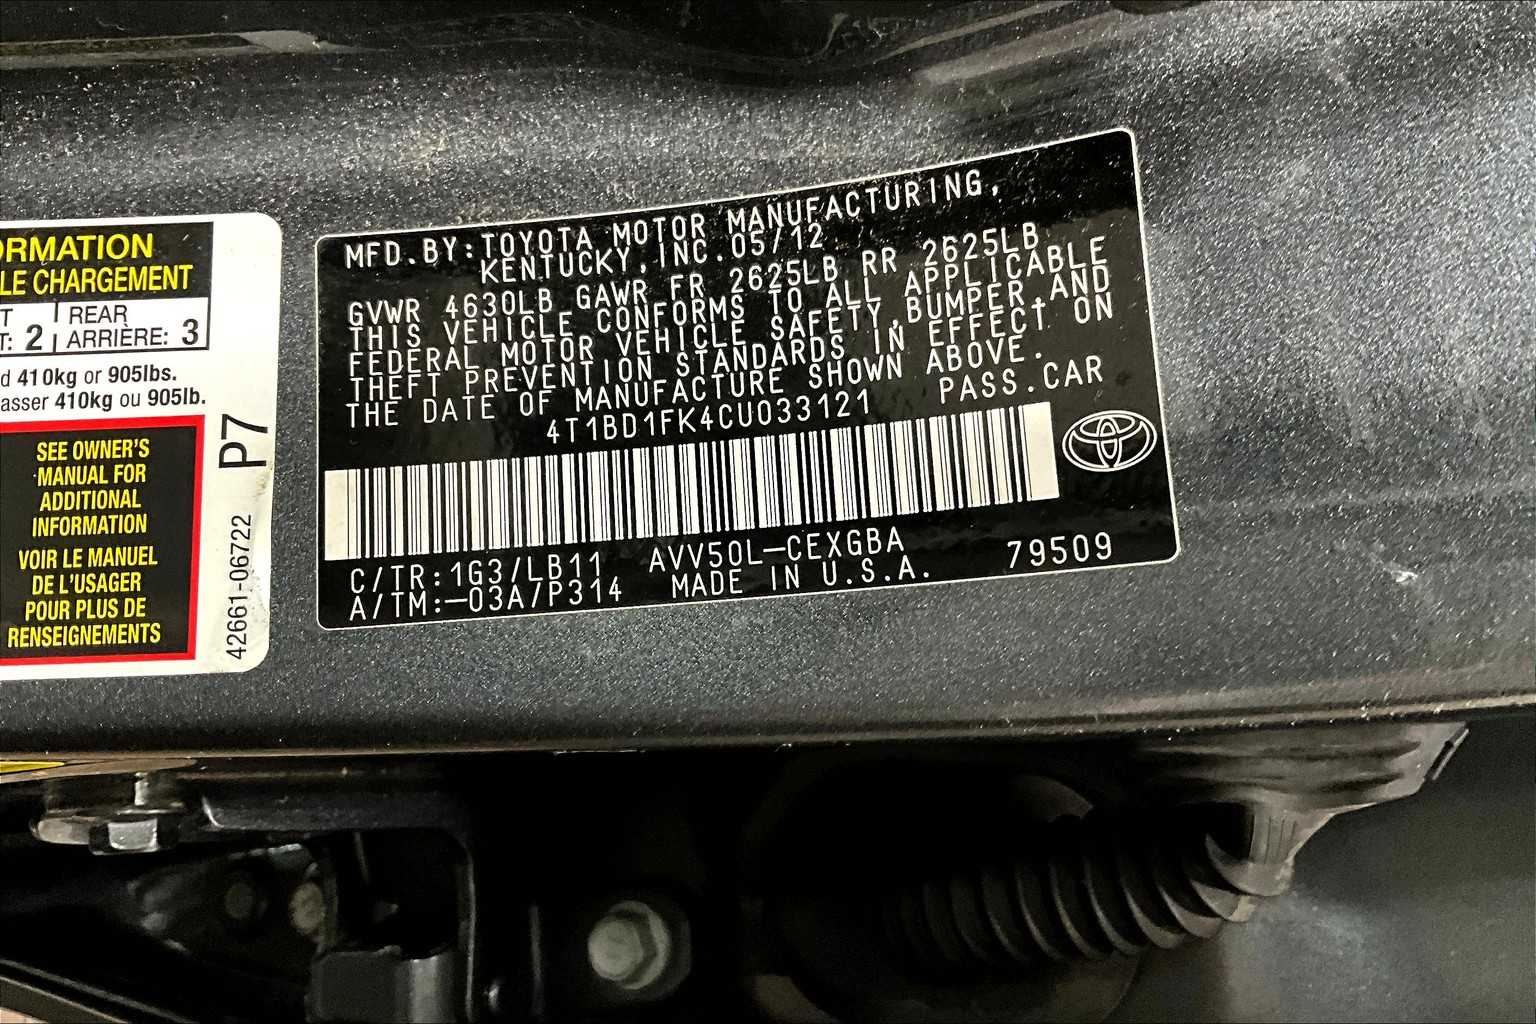 ORMATION
LE CHARGEMENT
T | REAR
T: 2 | ARRIÈRE: 3
d 410kg or 905lbs.
asser 410kg ou 905lb.
SEE OWNER'S
MANUAL FOR
ADDITIONAL
INFORMATION
VOIR LE MANUEL
DE L'USAGER
POUR PLUS DE
RENSEIGNEMENTS
P7
42661-06722
MFD.BY:TOYOTA MOTOR MANUFACTURING,
KENTUCKY,INC.05/12
GVWR 4630LB GAWR FR 2625LB RR 2625LB
THIS VEHICLE CONFORMS TO ALL APPLICABLE
FEDERAL MOTOR VEHICLE SAFETY,BUMPER,AND
THEFT PREVENTION STANDARDS IN EFFECT ON
THE DATE OF MANUFACTURE SHOWN ABOVE.
4T1BD1FK4CU033121 PASS.CAR
C/TR:1G3/LB11 AVV50L-CEXGBA
A/TM:-03A/P314 MADE IN U.S.A. 79509